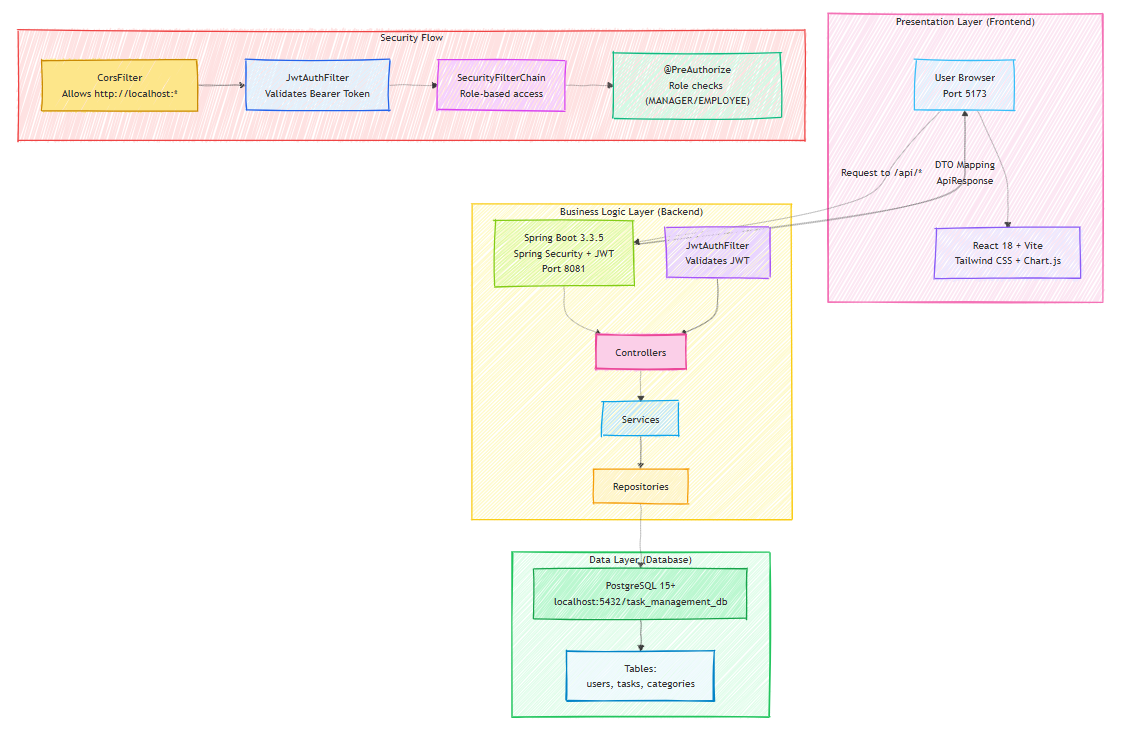 Security Flow
CorsFilter
Allows http://localhost:*
JwtAuthFilter
Validates Bearer Token
SecurityFilterChain
Role-based access
@PreAuthorize
Role checks
(MANAGER/EMPLOYEE)
Presentation Layer (Frontend)
User Browser
Port 5173
Request to /api/*
DTO Mapping
ApiResponse
React 18 + Vite
Tailwind CSS + Chart.js
Business Logic Layer (Backend)
Spring Boot 3.3.5
Spring Security + JWT
Port 8081
JwtAuthFilter
Validates JWT
Controllers
Services
Repositories
Data Layer (Database)
PostgreSQL 15+
localhost:5432/task_management_db
Tables:
users, tasks, categories